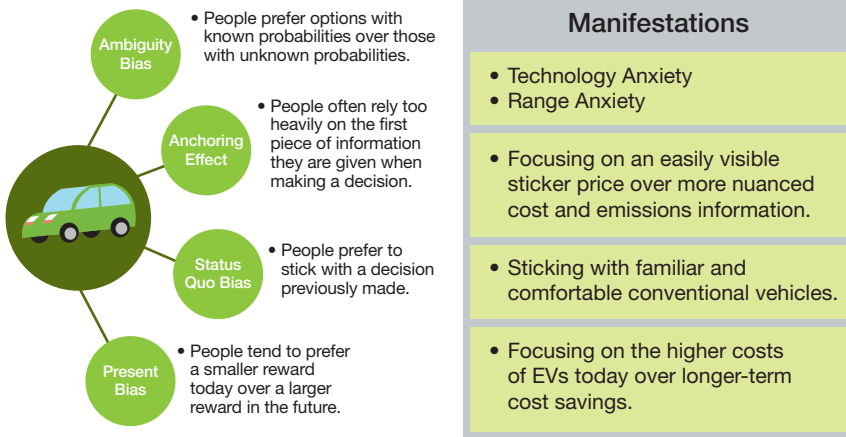 Ambiguity
Bias
• People prefer options with
known probabilities over those
with unknown probabilities.
Anchoring
Effect
• People often rely too
heavily on the first
piece of information
they are given when
making a decision.
Status
Quo Bias
• People prefer to
stick with a decision
previously made.
Present
Bias
• People tend to prefer
a smaller reward
today over a larger
reward in the future.
Manifestations
• Technology Anxiety
• Range Anxiety
• Focusing on an easily visible
sticker price over more nuanced
cost and emissions information.
• Sticking with familiar and
comfortable conventional vehicles.
• Focusing on the higher costs
of EVs today over longer-term
cost savings.